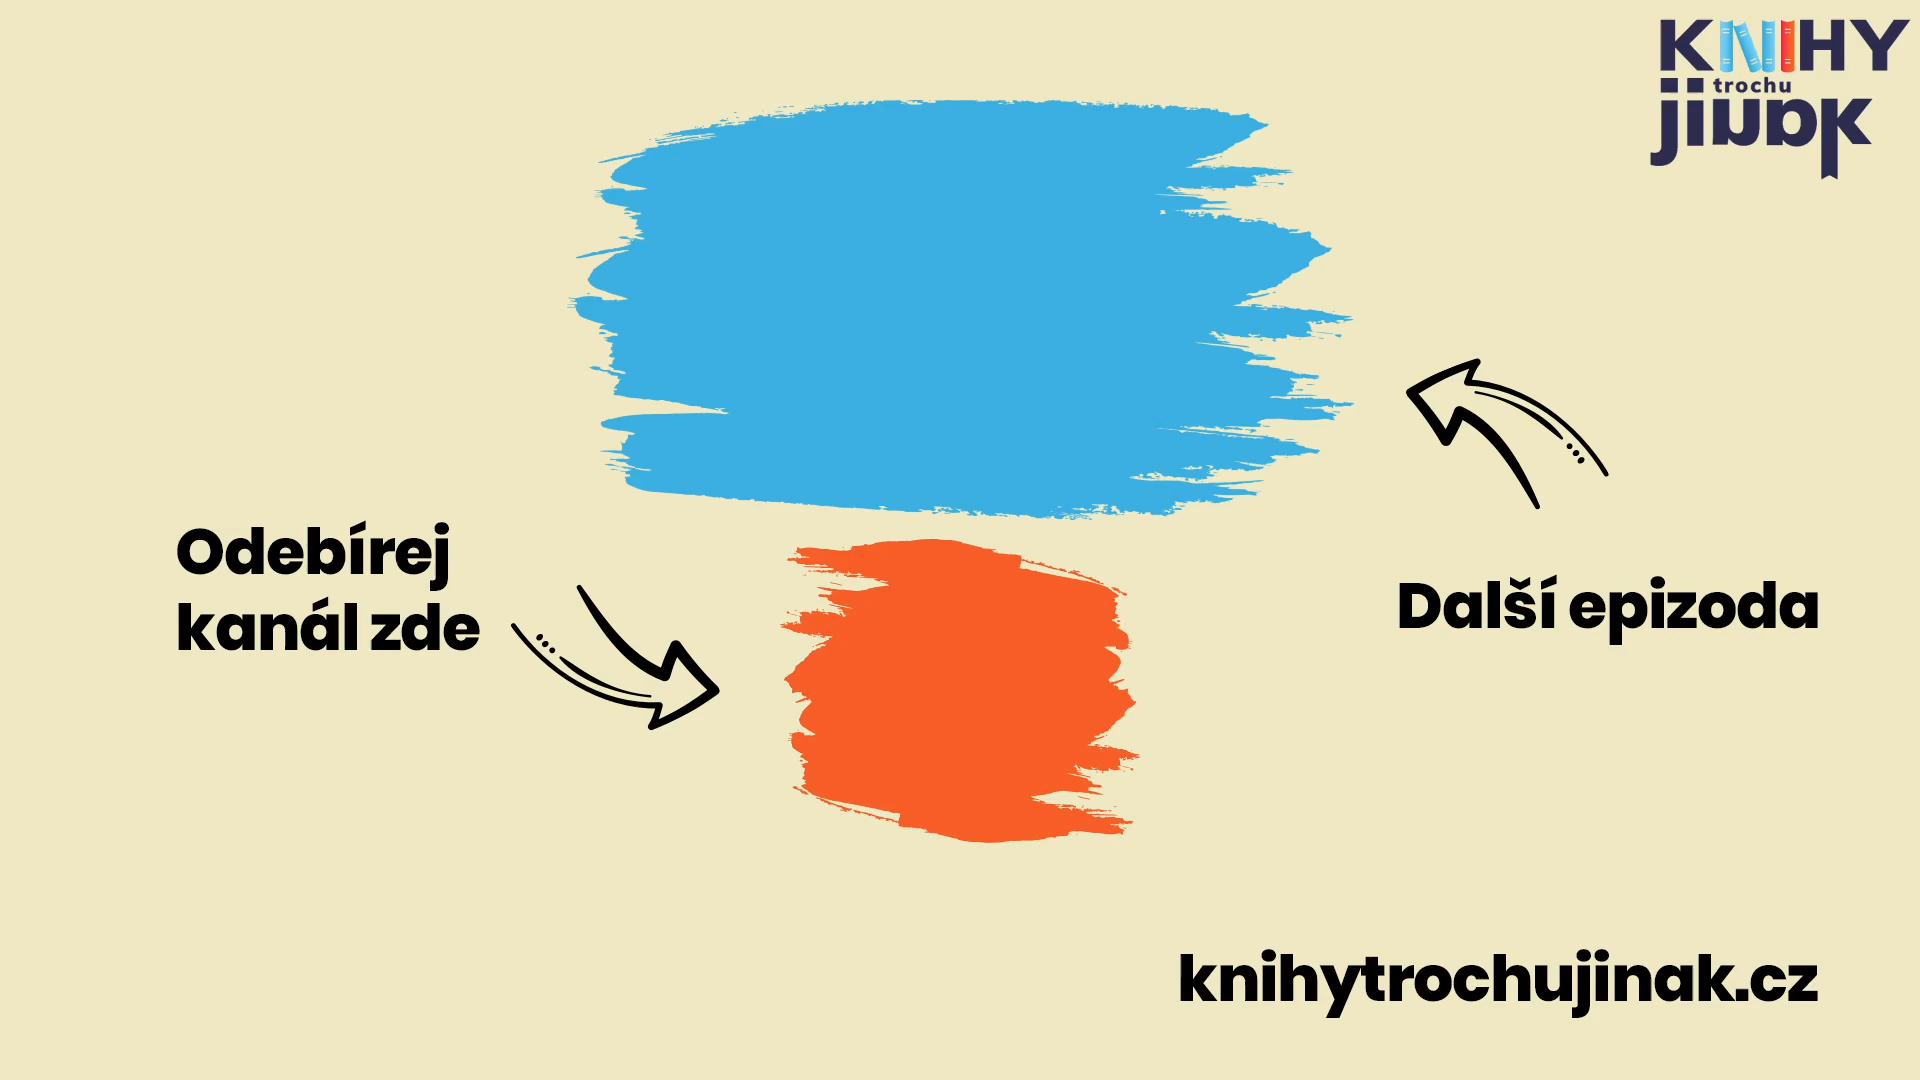 KNIHY
trochu
jinak
Odebírej
kanál zde
Další epizoda
knihytrochujinak.cz